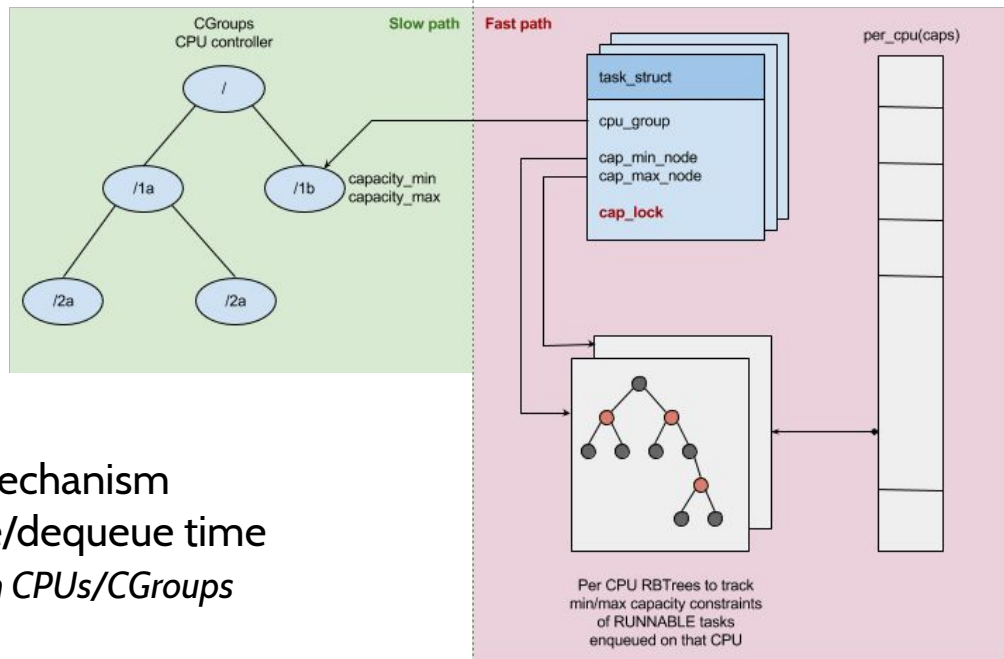 CGroups
CPU controller
Slow path
Fast path
per_cpu(caps)
/
/1a
/1b
capacity_min
capacity_max
/2a
/2a
task_struct
cpu_group
cap_min_node
cap_max_node
cap_lock
echanism
/dequeue time
CPUs/CGroups
Per CPU RBTrees to track
min/max capacity constraints
of RUNNABLE tasks
enqueued on that CPU